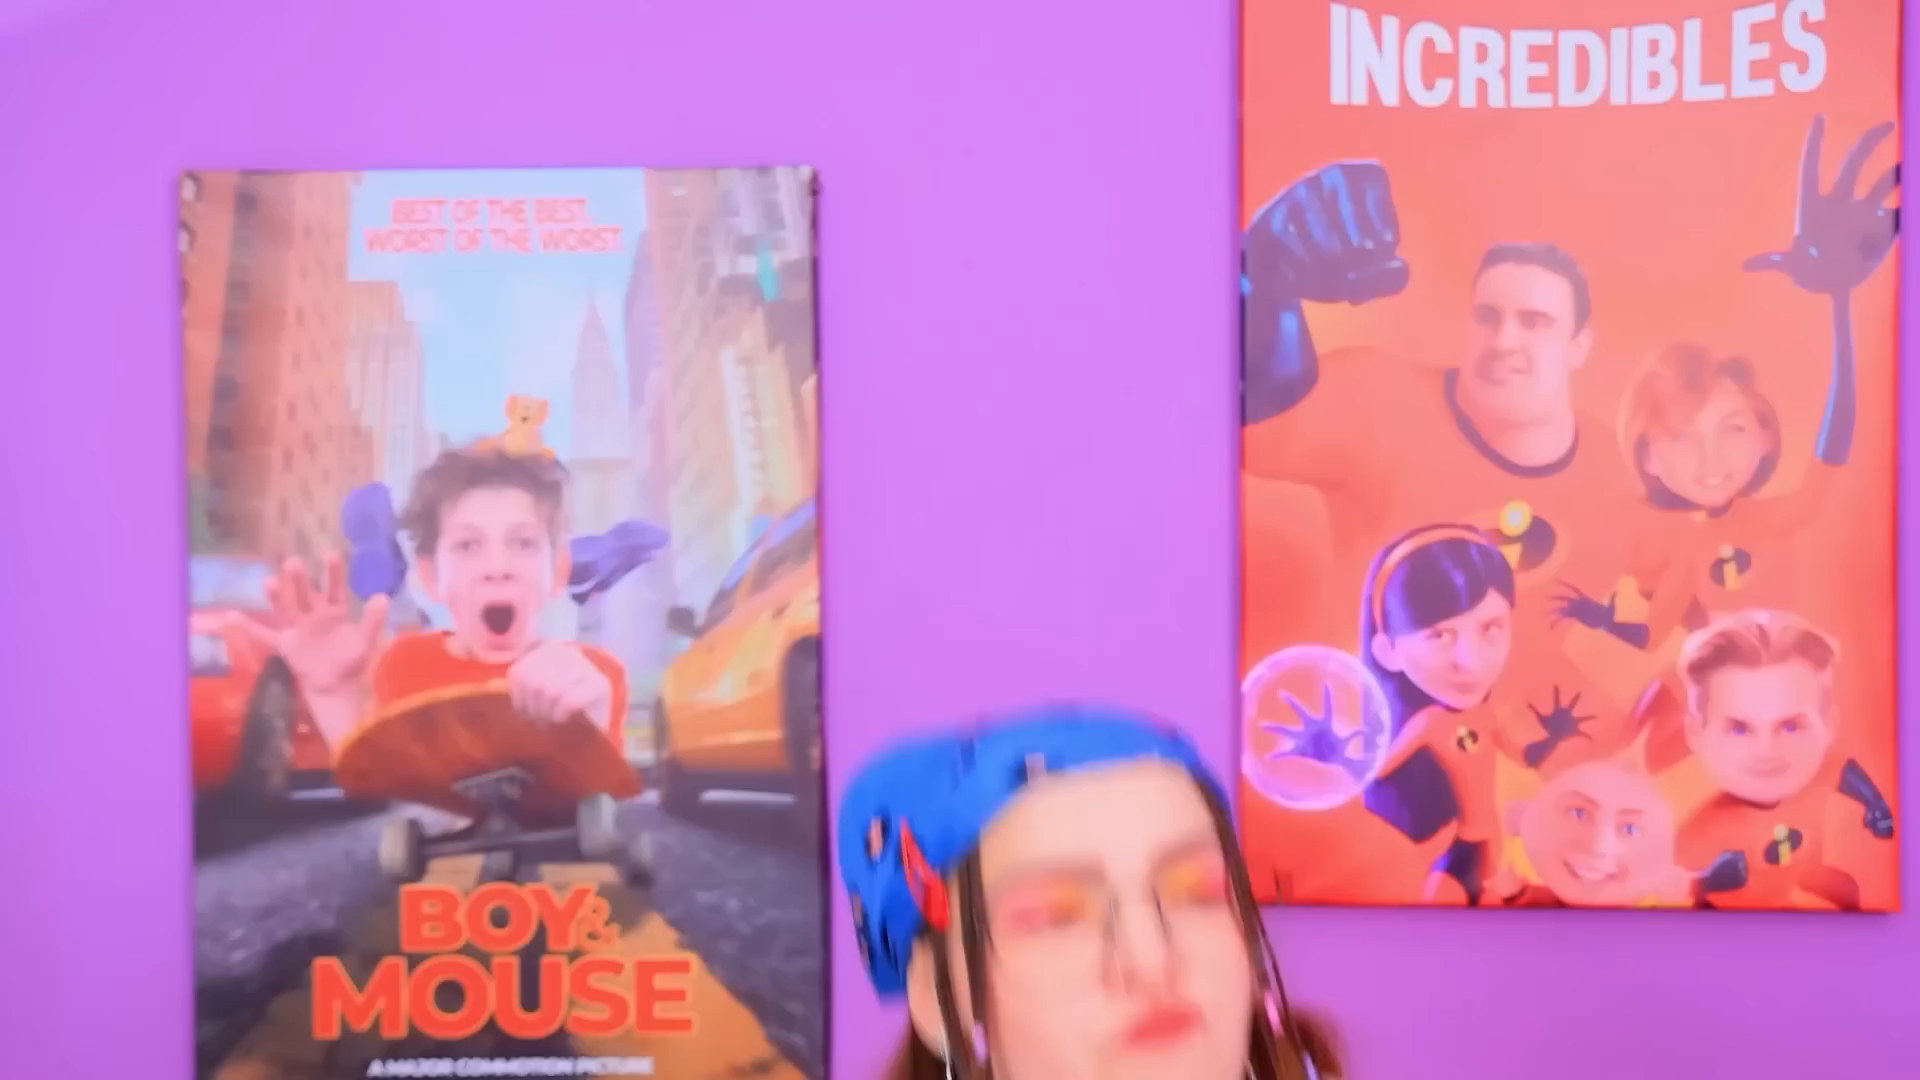 BEST OF THE BEST.
WORST OF THE WORST.
BOY &
MOUSE
A MAJOR COMMOTION PICTURE
INCREDIBLES